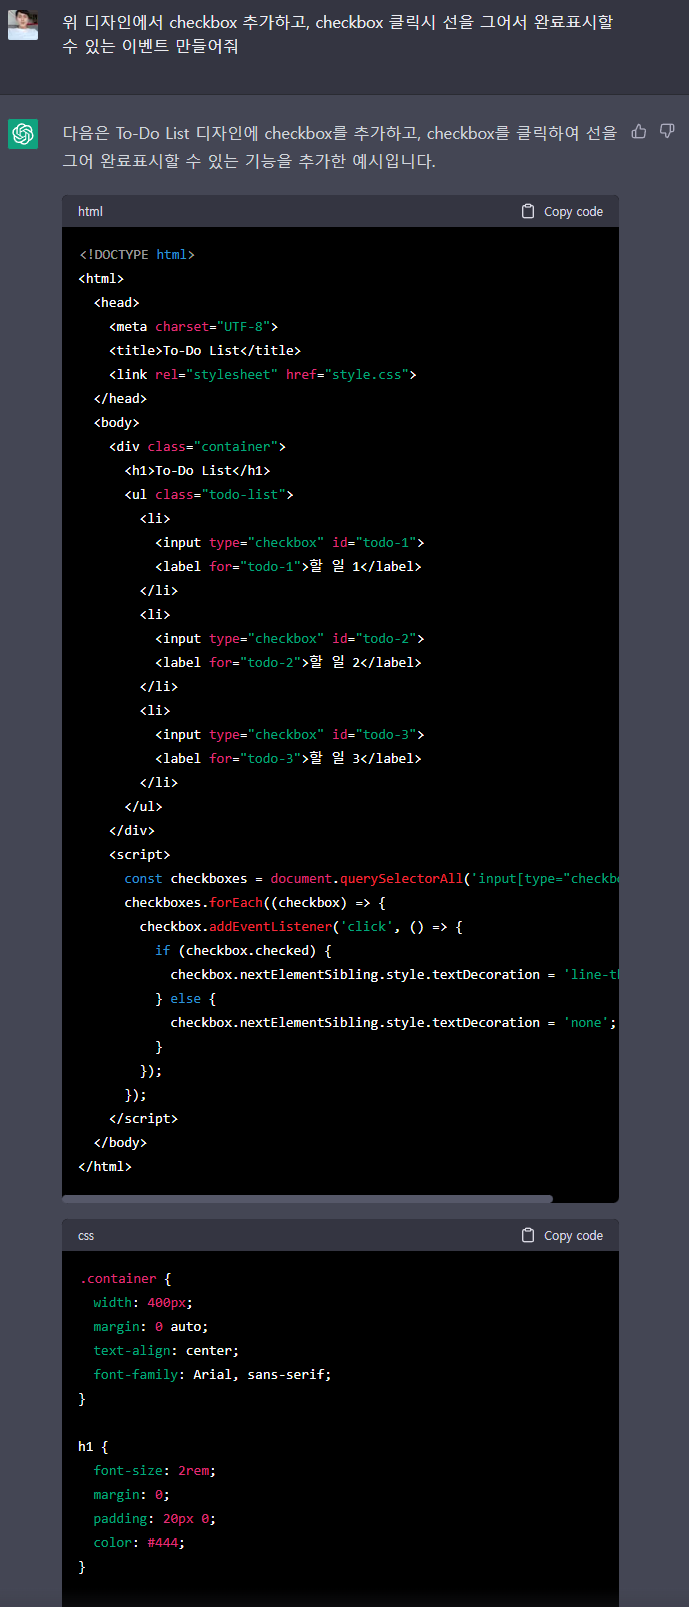 위 디자인에서 checkbox 추가하고, checkbox 클릭시 선을 그어서 완료표시할
수 있는 이벤트 만들어줘
다음은 To-Do List 디자인에 checkbox를 추가하고, checkbox를 클릭하여 선을
그어 완료표시할 수 있는 기능을 추가한 예시입니다.
html Copy code
<!DOCTYPE html>
<html>
  <head>
    <meta charset="UTF-8">
    <title>To-Do List</title>
    <link rel="stylesheet" href="style.css">
  </head>
  <body>
    <div class="container">
      <h1>To-Do List</h1>
      <ul class="todo-list">
        <li>
          <input type="checkbox" id="todo-1">
          <label for="todo-1">할 일 1</label>
        </li>
        <li>
          <input type="checkbox" id="todo-2">
          <label for="todo-2">할 일 2</label>
        </li>
        <li>
          <input type="checkbox" id="todo-3">
          <label for="todo-3">할 일 3</label>
        </li>
      </ul>
    </div>
    <script>
      const checkboxes = document.querySelectorAll('input[type="checkb
      checkboxes.forEach((checkbox) => {
        checkbox.addEventListener('click', () => {
          if (checkbox.checked) {
            checkbox.nextElementSibling.style.textDecoration = 'line-t
          } else {
            checkbox.nextElementSibling.style.textDecoration = 'none';
          }
        });
      });
    </script>
  </body>
</html>
css Copy code
.container {
  width: 400px;
  margin: 0 auto;
  text-align: center;
  font-family: Arial, sans-serif;
}
h1 {
  font-size: 2rem;
  margin: 0;
  padding: 20px 0;
  color: #444;
}